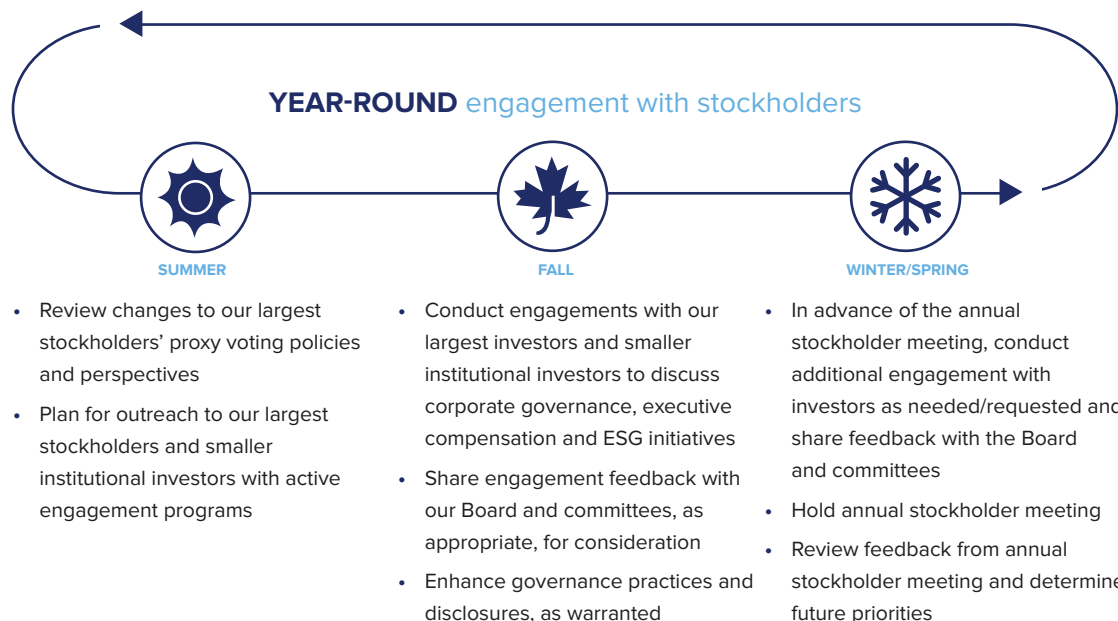 YEAR-ROUND engagement with stockholders
SUMMER
• Review changes to our largest
stockholders’ proxy voting policies
and perspectives
• Plan for outreach to our largest
stockholders and smaller
institutional investors with active
engagement programs
FALL
• Conduct engagements with our
largest investors and smaller
institutional investors to discuss
corporate governance, executive
compensation and ESG initiatives
• Share engagement feedback with
our Board and committees, as
appropriate, for consideration
• Enhance governance practices and
disclosures, as warranted
WINTER/SPRING
• In advance of the annual
stockholder meeting, conduct
additional engagement with
investors as needed/requested and
share feedback with the Board
and committees
• Hold annual stockholder meeting
• Review feedback from annual
stockholder meeting and determine
future priorities